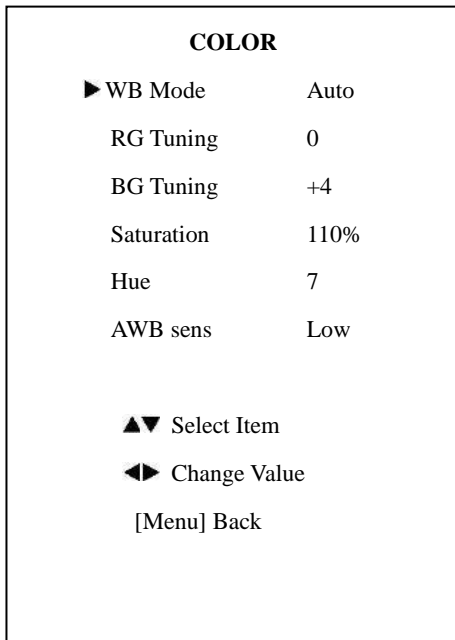 COLOR
▶ WB Mode Auto
RG Tuning 0
BG Tuning +4
Saturation 110%
Hue 7
AWB sens Low
▲▼ Select Item
◀▶ Change Value
[Menu] Back